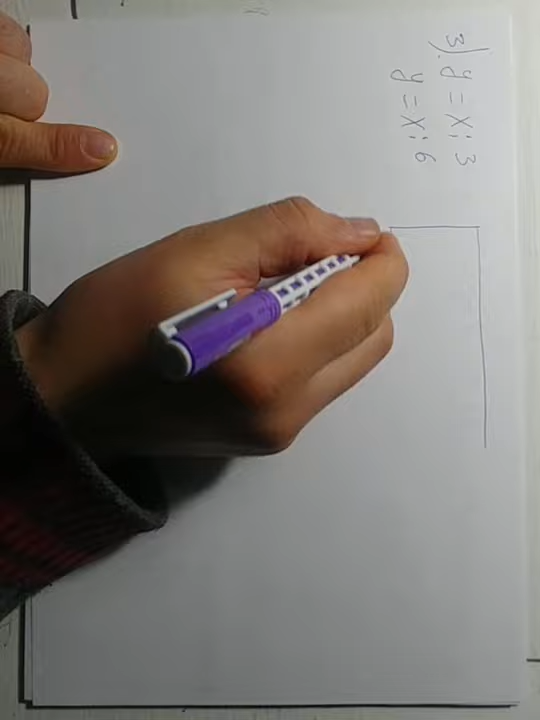 3) y = x : 3
y = x : 6